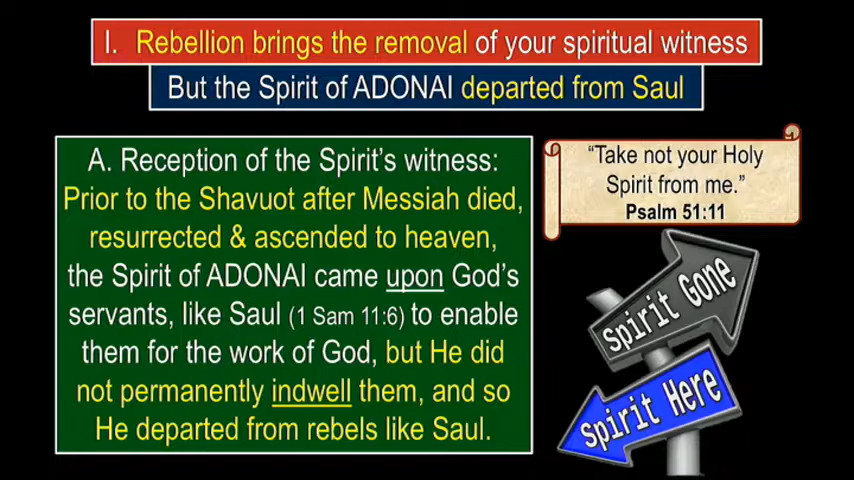 I. Rebellion brings the removal of your spiritual witness
But the Spirit of ADONAI departed from Saul
A. Reception of the Spirit's witness:
Prior to the Shavuot after Messiah died,
resurrected & ascended to heaven,
the Spirit of ADONAI came upon God's
servants, like Saul (1 Sam 11:6) to enable
them for the work of God, but He did
not permanently indwell them, and so
He departed from rebels like Saul.
"Take not your Holy
Spirit from me."
Psalm 51:11
Spirit Gone
Spirit Here